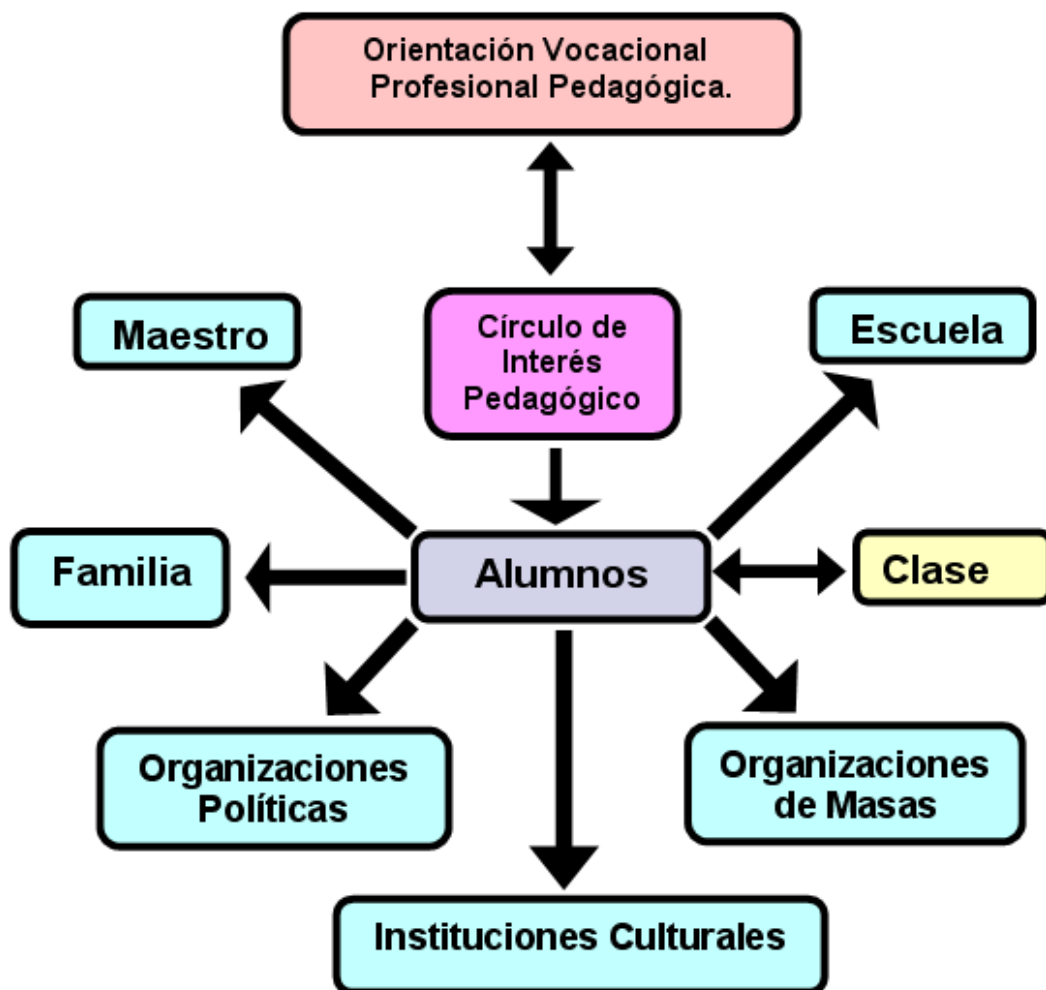 Orientación Vocacional
Profesional Pedagógica.
Maestro
Círculo de
Interés
Pedagógico
Escuela
Familia
Alumnos
Clase
Organizaciones
Políticas
Organizaciones
de Masas
Instituciones Culturales